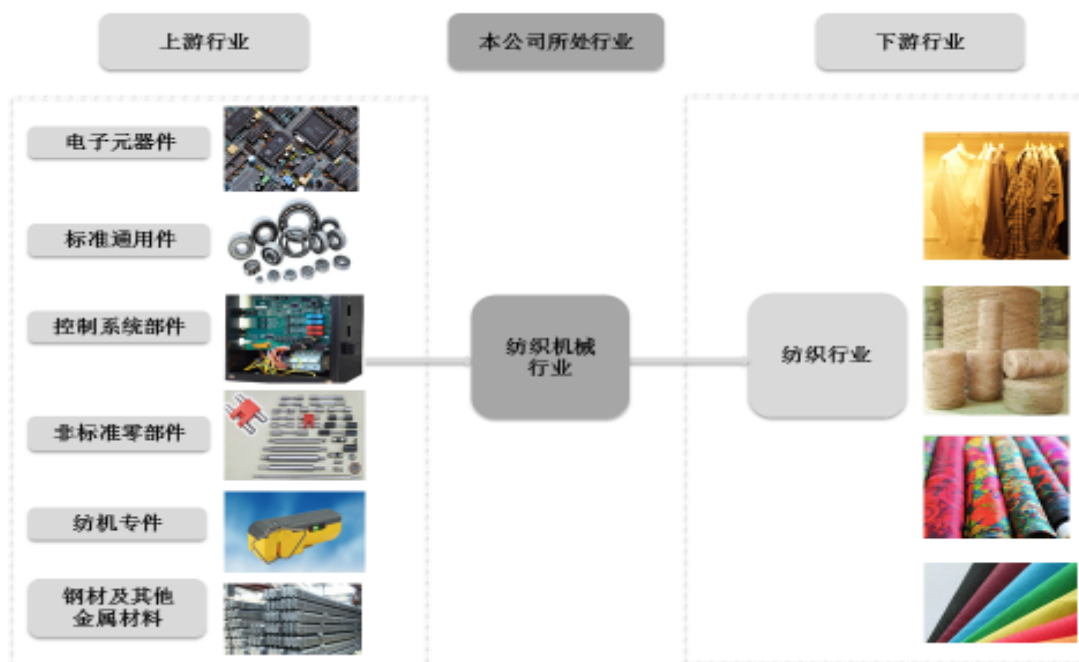 上游行业
本公司所处行业
下游行业
电子元器件
标准通用件
控制系统部件
非标准零部件
纺机专件
钢材及其他
金属材料
纺织机械
行业
纺织行业